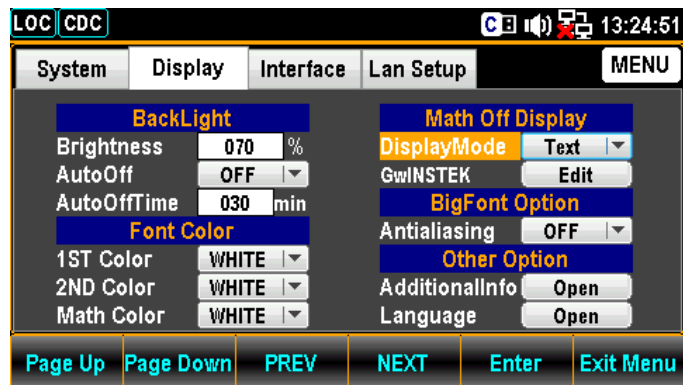 LOC CDC C 13:24:51
System Display Interface Lan Setup MENU
BackLight
Brightness 070 %
AutoOff OFF
AutoOffTime 030 min
Font Color
1ST Color WHITE
2ND Color WHITE
Math Color WHITE
Math Off Display
DisplayMode Text
GWINSTEK Edit
BigFont Option
Antialiasing OFF
Other Option
AdditionalInfo Open
Language Open
Page Up Page Down PREV NEXT Enter Exit Menu